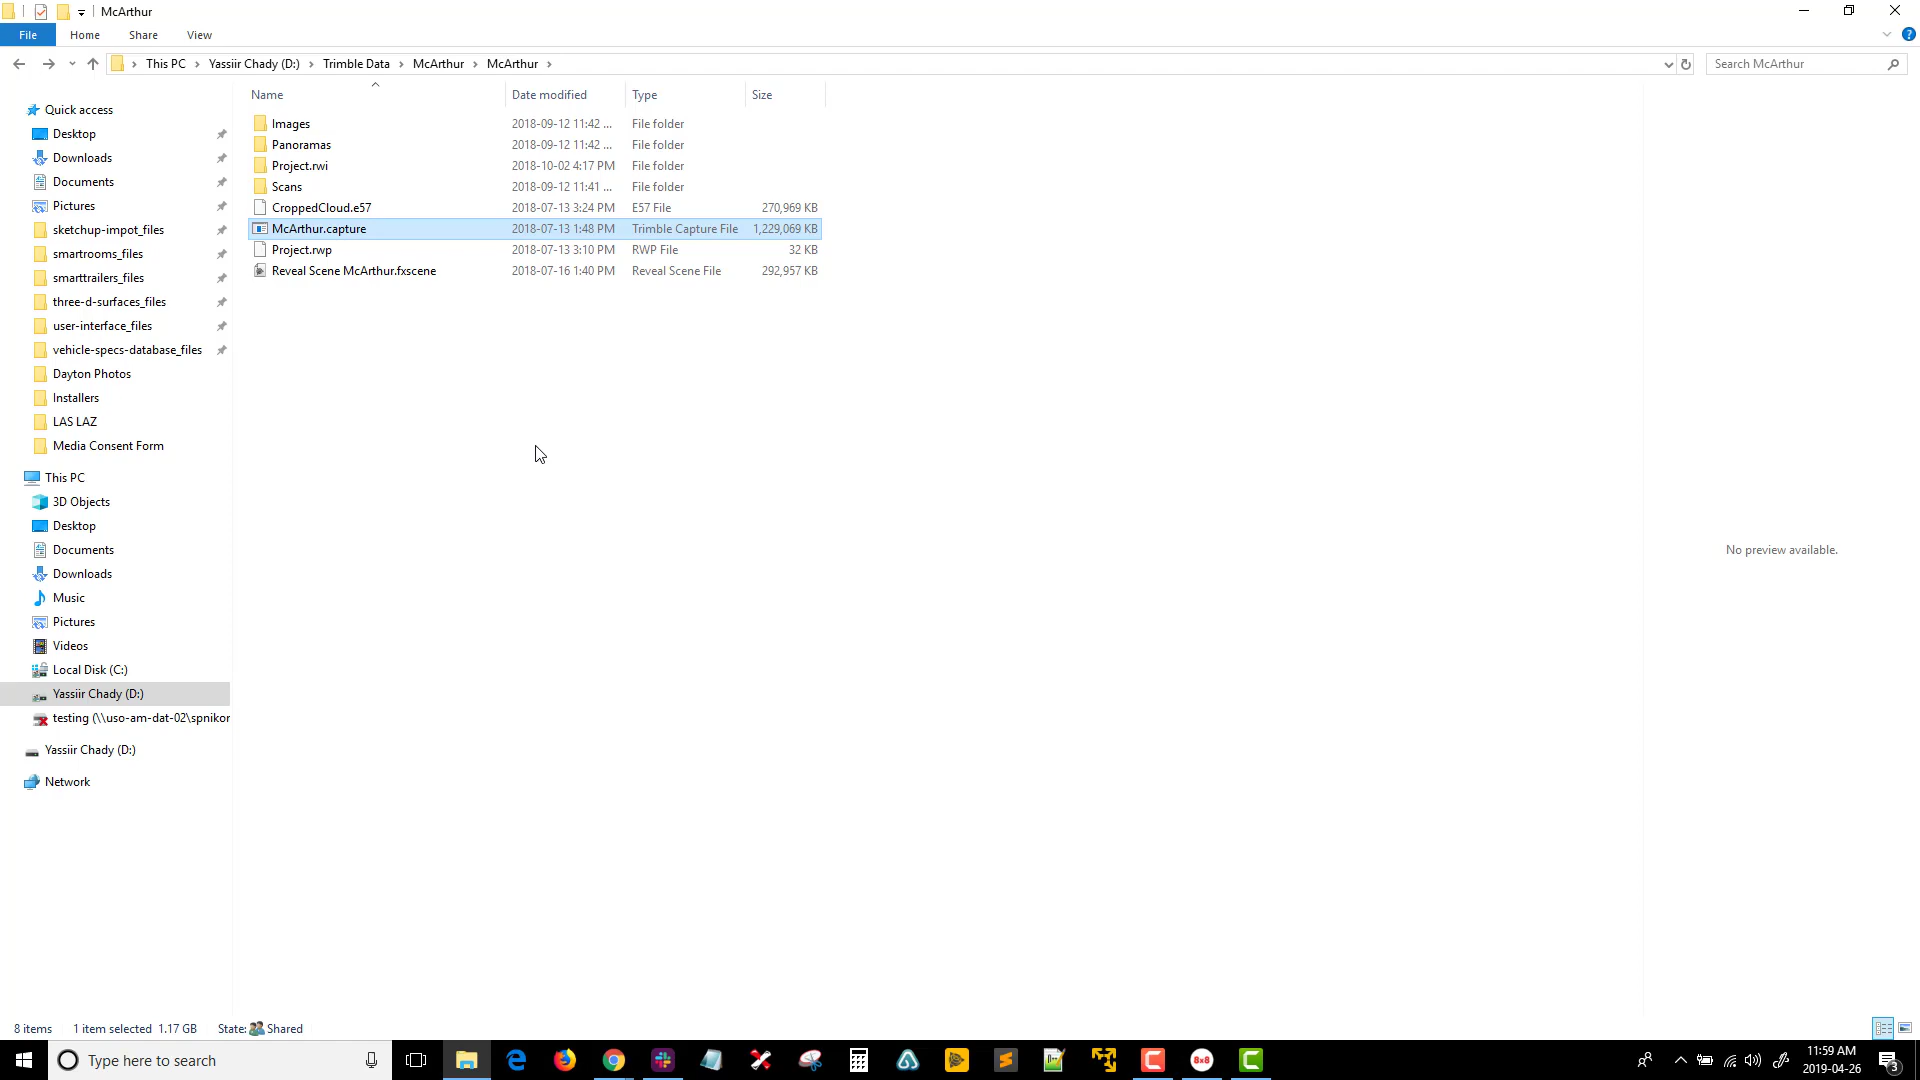 McArthur
File Home Share View
This PC Yassiir Chady (D:) Trimble Data McArthur McArthur
Search McArthur
Name Date modified Type Size
Images 2018-09-12 11:42 ... File folder
Panoramas 2018-09-12 11:42 ... File folder
Project.rwi 2018-10-02 4:17 PM File folder
Scans 2018-09-12 11:41 ... File folder
CroppedCloud.e57 2018-07-13 3:24 PM E57 File 270,969 KB
McArthur.capture 2018-07-13 1:48 PM Trimble Capture File 1,229,069 KB
Project.rwp 2018-07-13 3:10 PM RWP File 32 KB
Reveal Scene McArthur.fxscene 2018-07-16 1:40 PM Reveal Scene File 292,957 KB
Quick access
Desktop
Downloads
Documents
Pictures
sketchup-impot_files
smartrooms_files
smarttrailers_files
three-d-surfaces_files
user-interface_files
vehicle-specs-database_files
Dayton Photos
Installers
LAS LAZ
Media Consent Form
This PC
3D Objects
Desktop
Documents
Downloads
Music
Pictures
Videos
Local Disk (C:)
Yassiir Chady (D:)
testing (\\uso-am-dat-02\spnikor
Yassiir Chady (D:)
Network
No preview available.
8 items 1 item selected 1.17 GB State: Shared
Type here to search
8x8
11:59 AM
2019-04-26
3